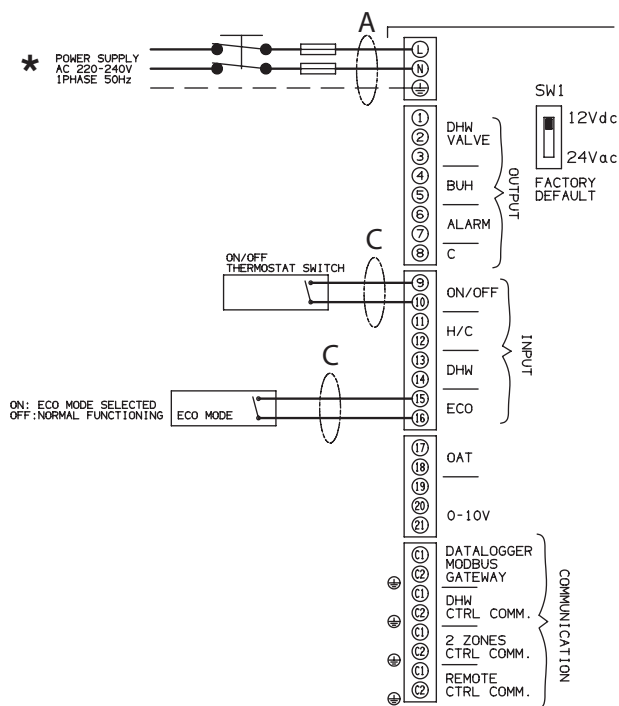 A
*
POWER SUPPLY
AC 220-240V
1PHASE 50Hz
L
N
SW1
12Vdc
24Vac
FACTORY
DEFAULT
1
2
3
4
5
6
7
8
DHW
VALVE
BUH
ALARM
C
OUTPUT
C
ON/OFF
THERMOSTAT SWITCH
9
10
11
12
13
14
15
16
ON/OFF
H/C
DHW
ECO
INPUT
C
ON: ECO MODE SELECTED
OFF:NORMAL FUNCTIONING
ECO MODE
17
18
19
20
21
OAT
0-10V
C1
C2
C1
C2
C1
C2
C1
C2
DATALOGGER
MODBUS
GATEWAY
DHW
CTRL COMM.
2 ZONES
CTRL COMM.
REMOTE
CTRL COMM.
COMMUNICATION